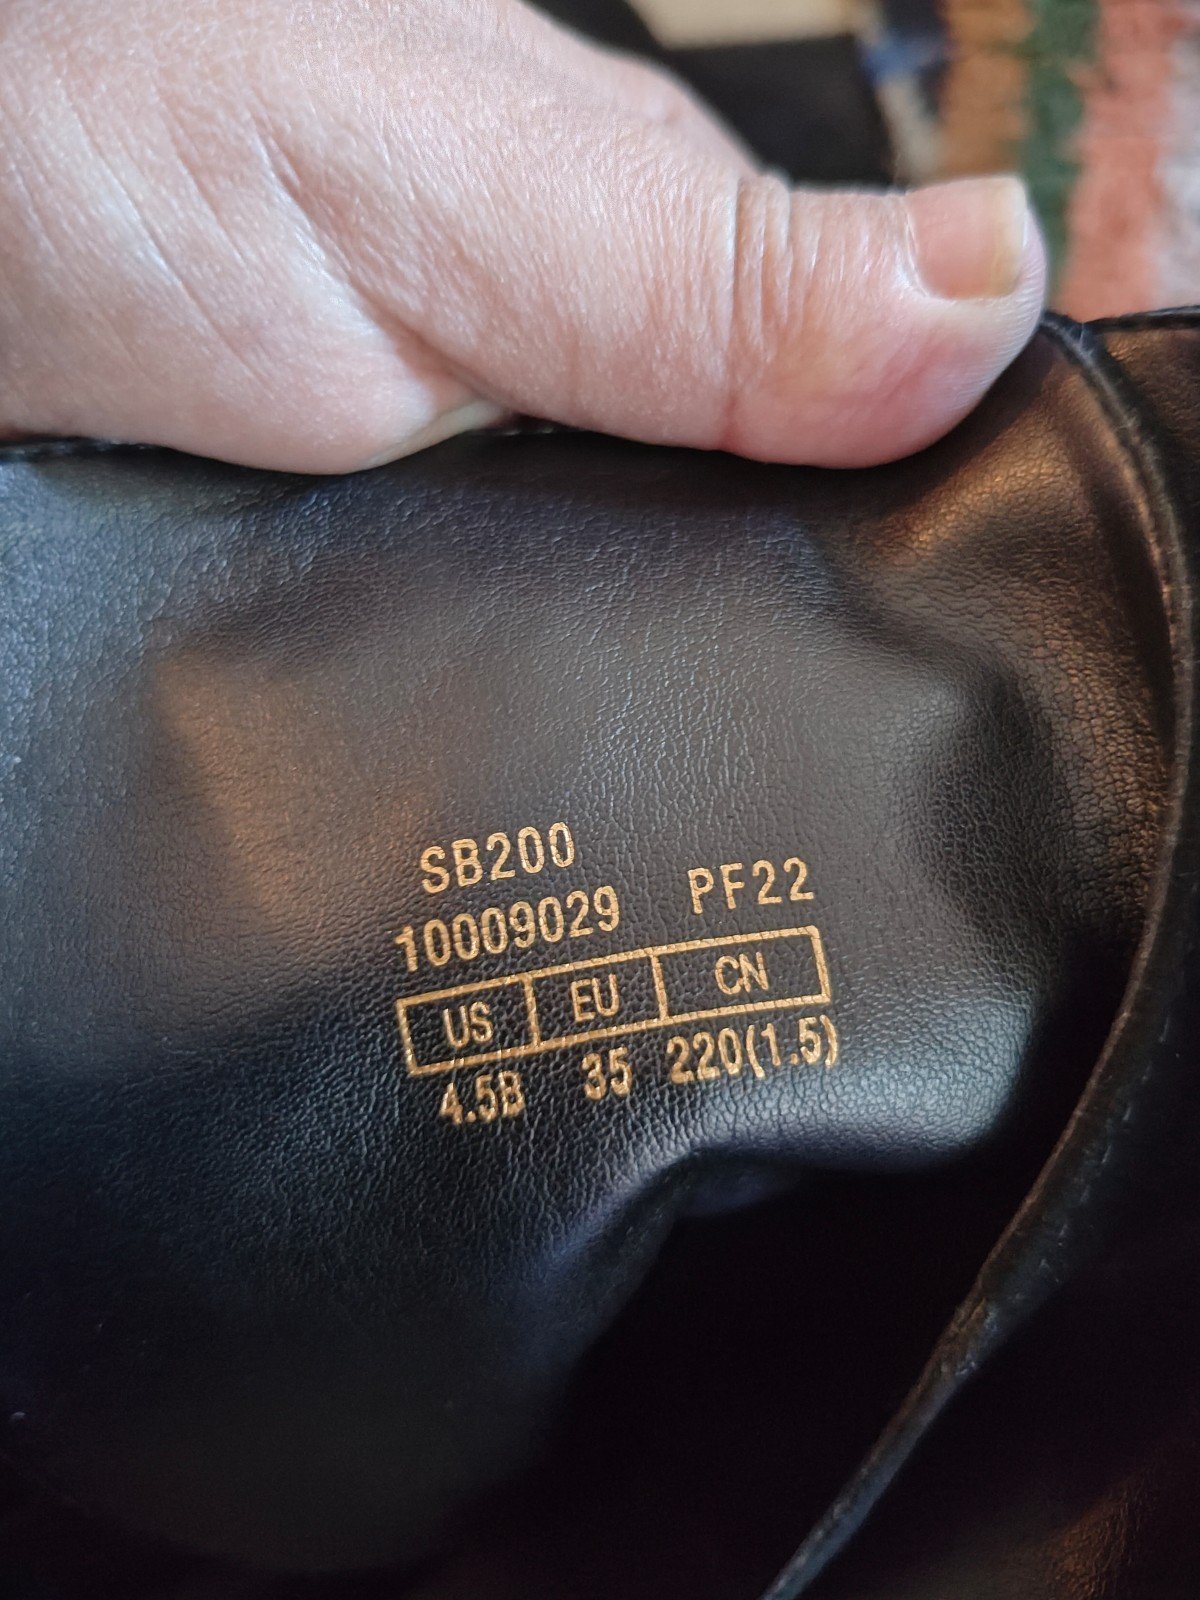 SB200
10009029 PF22
US EU CN
4.5B 35 220(1.5)